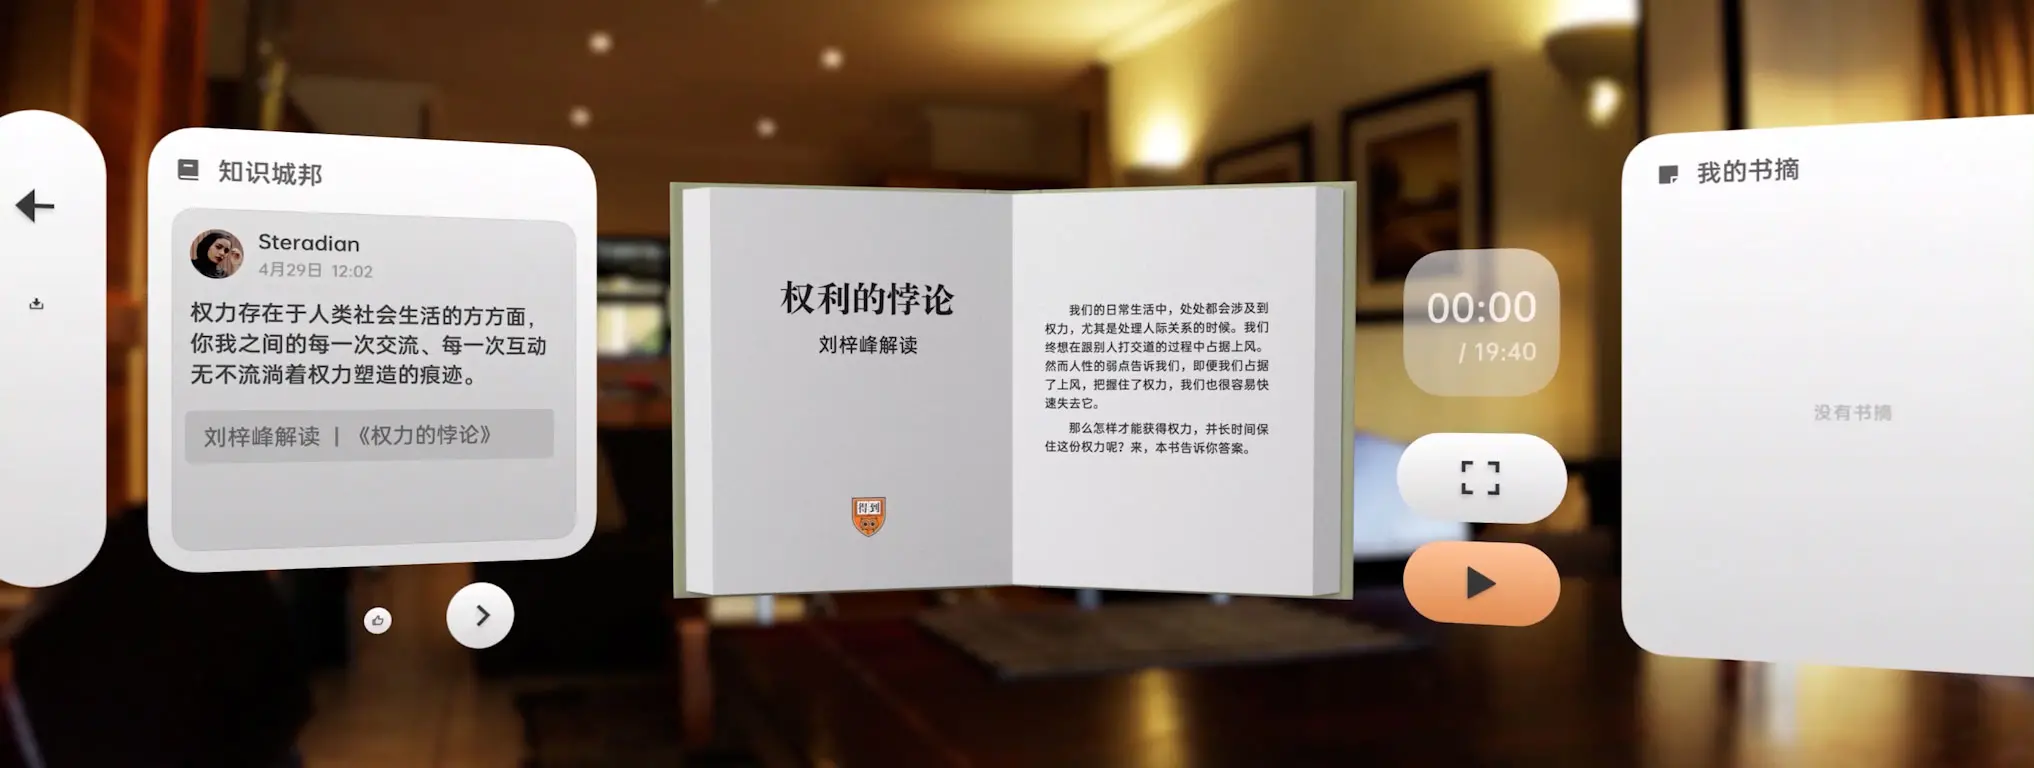 知识城邦
Steradian
4月29日 12:02
权力存在于人类社会生活的方方面，
你我之间的每一次交流、每一次互动
无不流淌着权力塑造的痕迹。
刘梓峰解读 | 《权力的悖论》
权利的悖论
刘梓峰解读
得到
我们的日常生活中，处处都会涉及到
权力，尤其是处理人际关系的时候。我们
终想在跟别人打交道的过程中占据上风。
然而人性的弱点告诉我们，即便我们占据
了上风，把握住了权力，我们也很容易快
速失去它。
那么怎样才能获得权力，并长时间保
住这份权力呢？来，本书告诉你答案。
00:00
/ 19:40
我的书摘
没有书摘